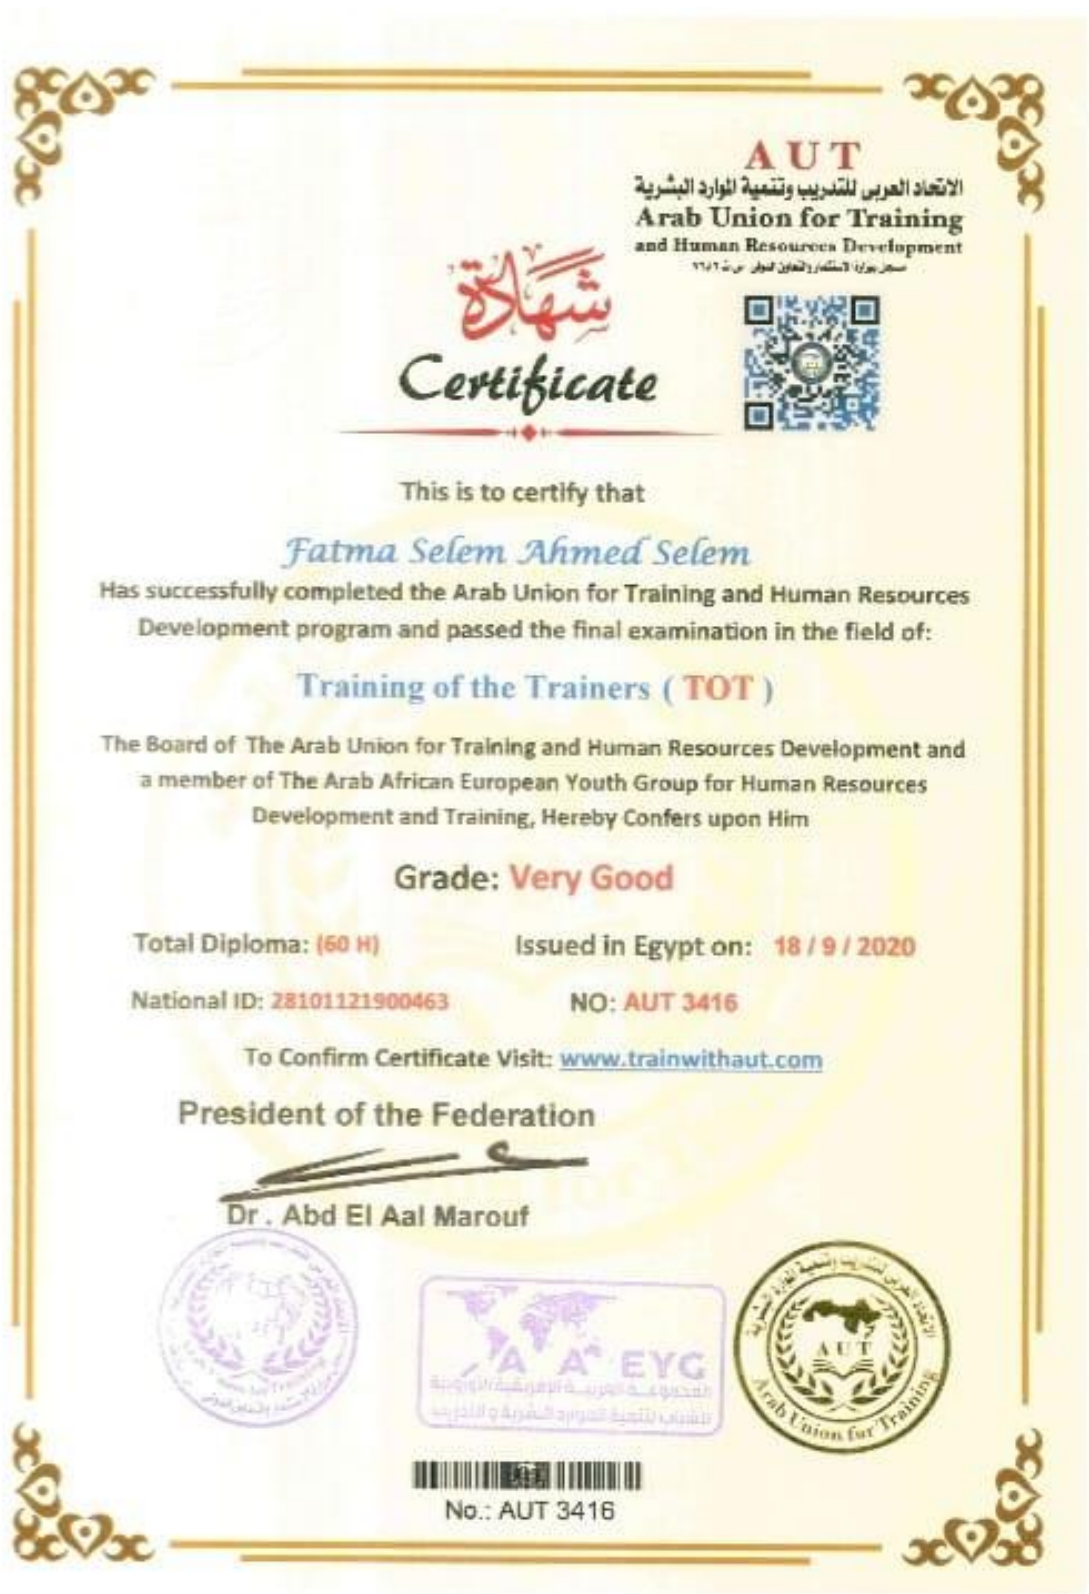 AUT
الاتحاد العربى للتدريب وتنمية الموارد البشرية
Arab Union for Training
and Human Resources Development
شهادة
Certificate
This is to certify that
Fatma Selem Ahmed Selem
Has successfully completed the Arab Union for Training and Human Resources
Development program and passed the final examination in the field of:
Training of the Trainers ( TOT )
The Board of The Arab Union for Training and Human Resources Development and
a member of The Arab African European Youth Group for Human Resources
Development and Training, Hereby Confers upon Him
Grade: Very Good
Total Diploma: (60 H) Issued in Egypt on: 18 / 9 / 2020
National ID: 28101121900463 NO: AUT 3416
To Confirm Certificate Visit: www.trainwithaut.com
President of the Federation
Dr . Abd El Aal Marouf
A A EYG
الاتحاد العربى للتدريب وتنمية الموارد البشرية
AUT
Arab Union for Training
No.: AUT 3416